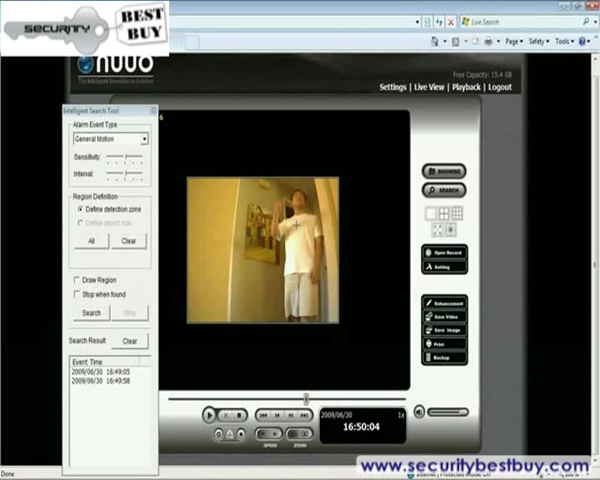 SECURITY
BEST
BUY
Live Search
Page
Safety
Tools
nuuo
The Intelligent Surveillance Solution
Free Capacity: 15.4 GB
Settings | Live View | Playback | Logout
Intelligent Search Tool
Alarm Event Type
General Motion
Sensitivity:
Interval:
Region Definition
Define detection zone
Define object size
All
Clear
Draw Region
Stop when found
Search
Stop
Search Result
Clear
Event Time
2009/06/30 16:49:05
2009/06/30 16:49:58
BROWSE
SEARCH
Open Record
Setting
Enhancement
Save Video
Save Image
Print
Backup
2009/06/30
1x
16:50:04
SPEED
ZOOM
www.securitybestbuy.com
Done